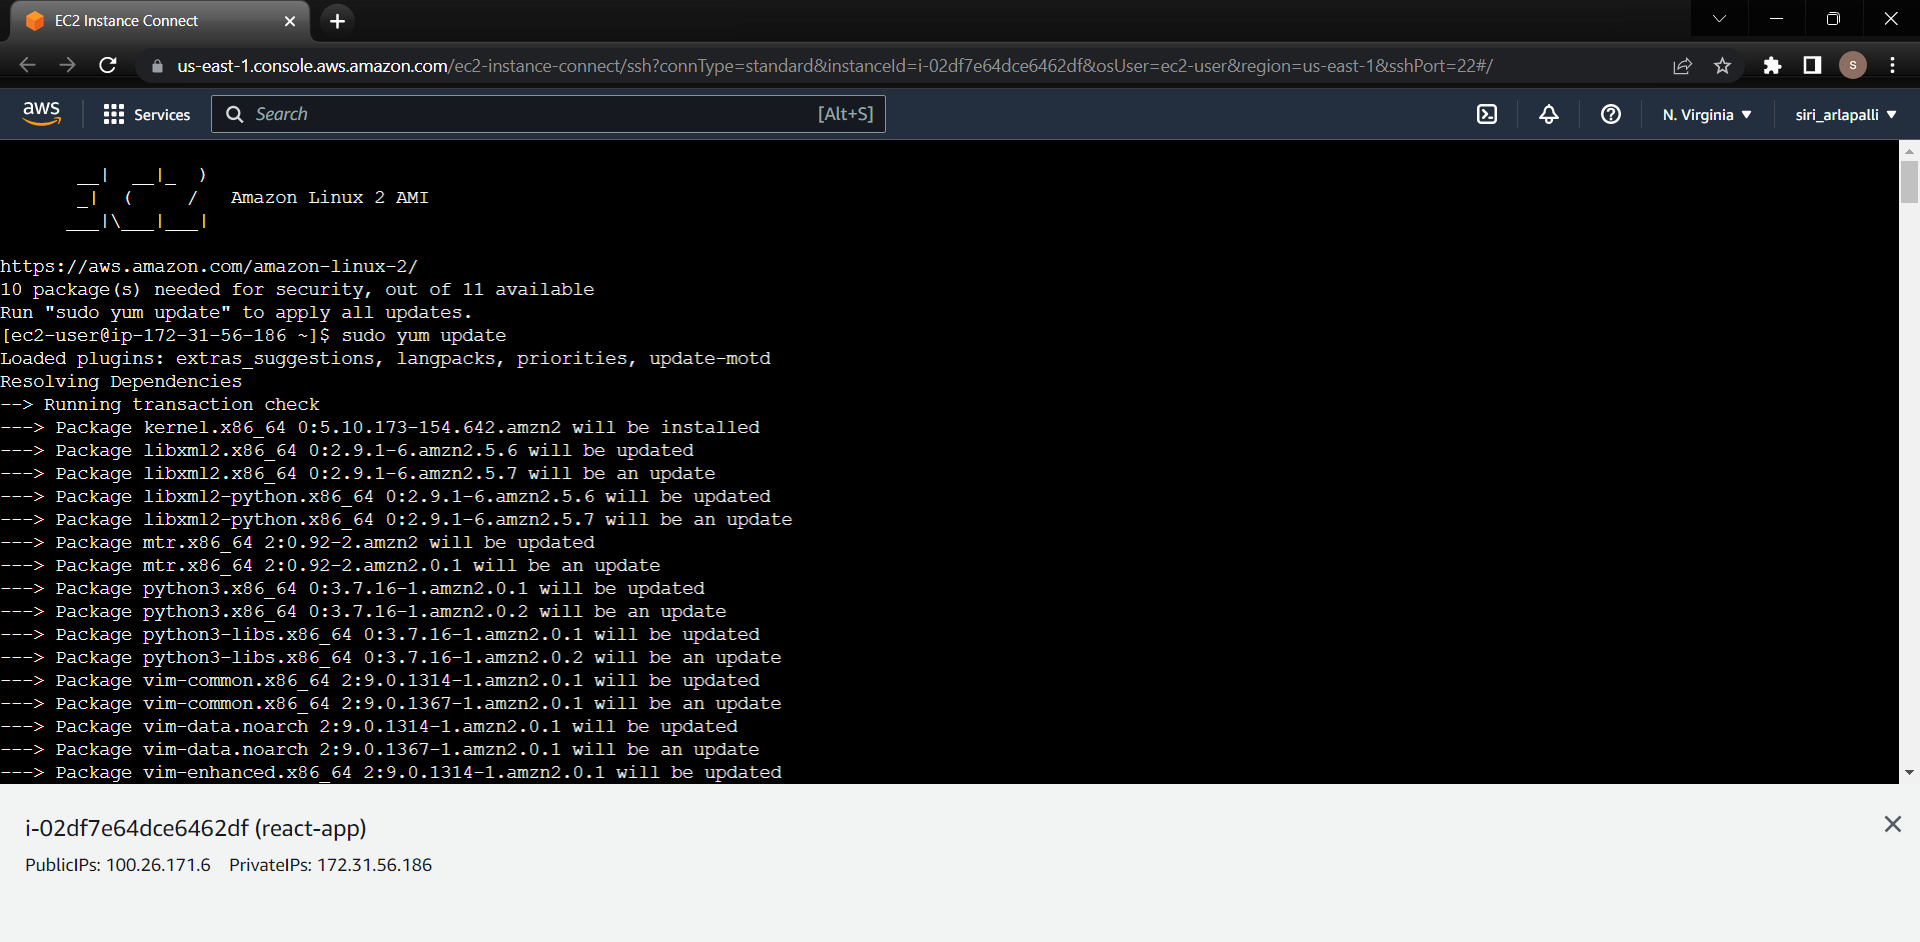 EC2 Instance Connect
us-east-1.console.aws.amazon.com/ec2-instance-connect/ssh?connType=standard&instanceId=i-02df7e64dce6462df&osUser=ec2-user&region=us-east-1&sshPort=22#/
S
aws
Services
Search
[Alt+S]
N. Virginia
siri_arlapalli
__|  __|_  )
_|  (     /   Amazon Linux 2 AMI
___|\___|___|
https://aws.amazon.com/amazon-linux-2/
10 package(s) needed for security, out of 11 available
Run "sudo yum update" to apply all updates.
[ec2-user@ip-172-31-56-186 ~]$ sudo yum update
Loaded plugins: extras_suggestions, langpacks, priorities, update-motd
Resolving Dependencies
--> Running transaction check
---> Package kernel.x86_64 0:5.10.173-154.642.amzn2 will be installed
---> Package libxml2.x86_64 0:2.9.1-6.amzn2.5.6 will be updated
---> Package libxml2.x86_64 0:2.9.1-6.amzn2.5.7 will be an update
---> Package libxml2-python.x86_64 0:2.9.1-6.amzn2.5.6 will be updated
---> Package libxml2-python.x86_64 0:2.9.1-6.amzn2.5.7 will be an update
---> Package mtr.x86_64 2:0.92-2.amzn2 will be updated
---> Package mtr.x86_64 2:0.92-2.amzn2.0.1 will be an update
---> Package python3.x86_64 0:3.7.16-1.amzn2.0.1 will be updated
---> Package python3.x86_64 0:3.7.16-1.amzn2.0.2 will be an update
---> Package python3-libs.x86_64 0:3.7.16-1.amzn2.0.1 will be updated
---> Package python3-libs.x86_64 0:3.7.16-1.amzn2.0.2 will be an update
---> Package vim-common.x86_64 2:9.0.1314-1.amzn2.0.1 will be updated
---> Package vim-common.x86_64 2:9.0.1367-1.amzn2.0.1 will be an update
---> Package vim-data.noarch 2:9.0.1314-1.amzn2.0.1 will be updated
---> Package vim-data.noarch 2:9.0.1367-1.amzn2.0.1 will be an update
---> Package vim-enhanced.x86_64 2:9.0.1314-1.amzn2.0.1 will be updated
i-02df7e64dce6462df (react-app)
PublicIPs: 100.26.171.6 PrivateIPs: 172.31.56.186